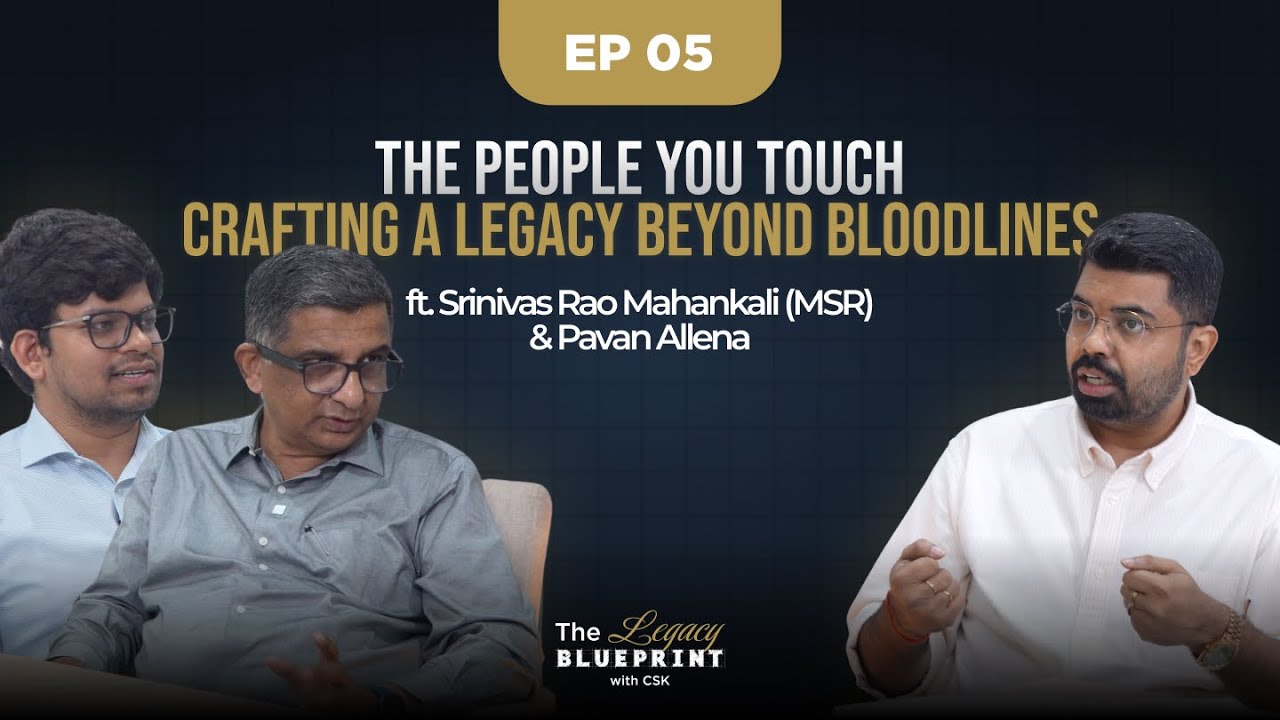 EP 05
THE PEOPLE YOU TOUCH
CRAFTING A LEGACY BEYOND BLOODLINES
ft. Srinivas Rao Mahankali (MSR)
& Pavan Allena
The Legacy
BLUEPRINT
with CSK